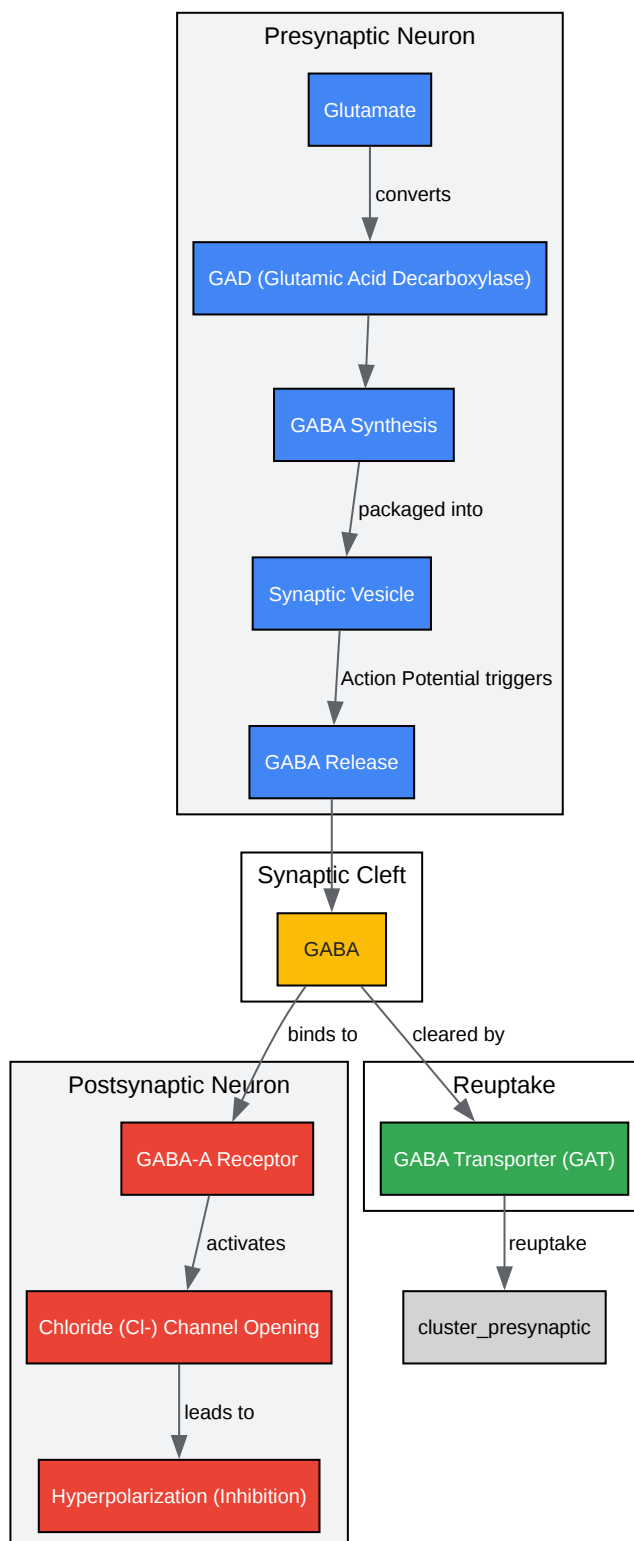 Presynaptic Neuron
Glutamate
converts
GAD (Glutamic Acid Decarboxylase)
GABA Synthesis
packaged into
Synaptic Vesicle
Action Potential triggers
GABA Release
Synaptic Cleft
GABA
binds to
cleared by
Postsynaptic Neuron
Reuptake
GABA-A Receptor
GABA Transporter (GAT)
activates
reuptake
Chloride (Cl-) Channel Opening
cluster_presynaptic
leads to
Hyperpolarization (Inhibition)